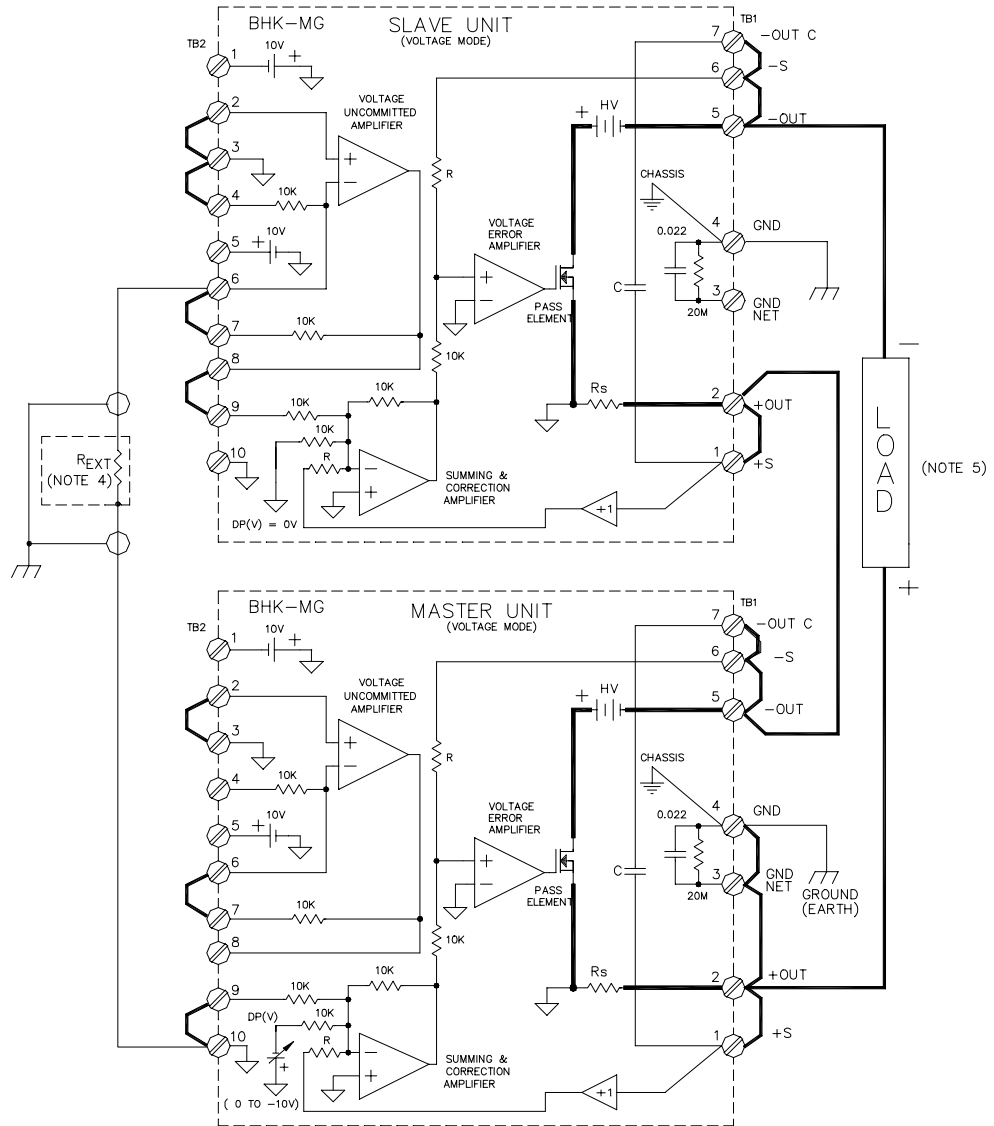 BHK-MG
SLAVE UNIT
(VOLTAGE MODE)
TB2
TB1
1
10V
+
2
3
4
10K
VOLTAGE
UNCOMMITTED
AMPLIFIER
+
−
5
+
10V
6
7
10K
8
9
10K
10K
10K
10
R
DP(V) = 0V
−
+
SUMMING &
CORRECTION
AMPLIFIER
+1
R
10K
VOLTAGE
ERROR
AMPLIFIER
+
−
PASS
ELEMENT
+
HV
C
Rs
7
-OUT C
6
-S
5
-OUT
CHASSIS
0.022
20M
4
GND
3
GND
NET
2
+OUT
1
+S
REXT
(NOTE 4)
−
LOAD
+
(NOTE 5)
BHK-MG
MASTER UNIT
(VOLTAGE MODE)
TB2
TB1
1
10V
+
2
3
4
10K
VOLTAGE
UNCOMMITTED
AMPLIFIER
+
−
5
+
10V
6
7
10K
8
9
10K
10K
DP(V)
10K
10
R
+
( 0 TO -10V)
−
+
SUMMING &
CORRECTION
AMPLIFIER
+1
R
10K
VOLTAGE
ERROR
AMPLIFIER
+
−
PASS
ELEMENT
+
HV
C
Rs
7
-OUT C
6
-S
5
-OUT
CHASSIS
0.022
20M
4
GND
3
GND
NET
GROUND
(EARTH)
2
+OUT
1
+S